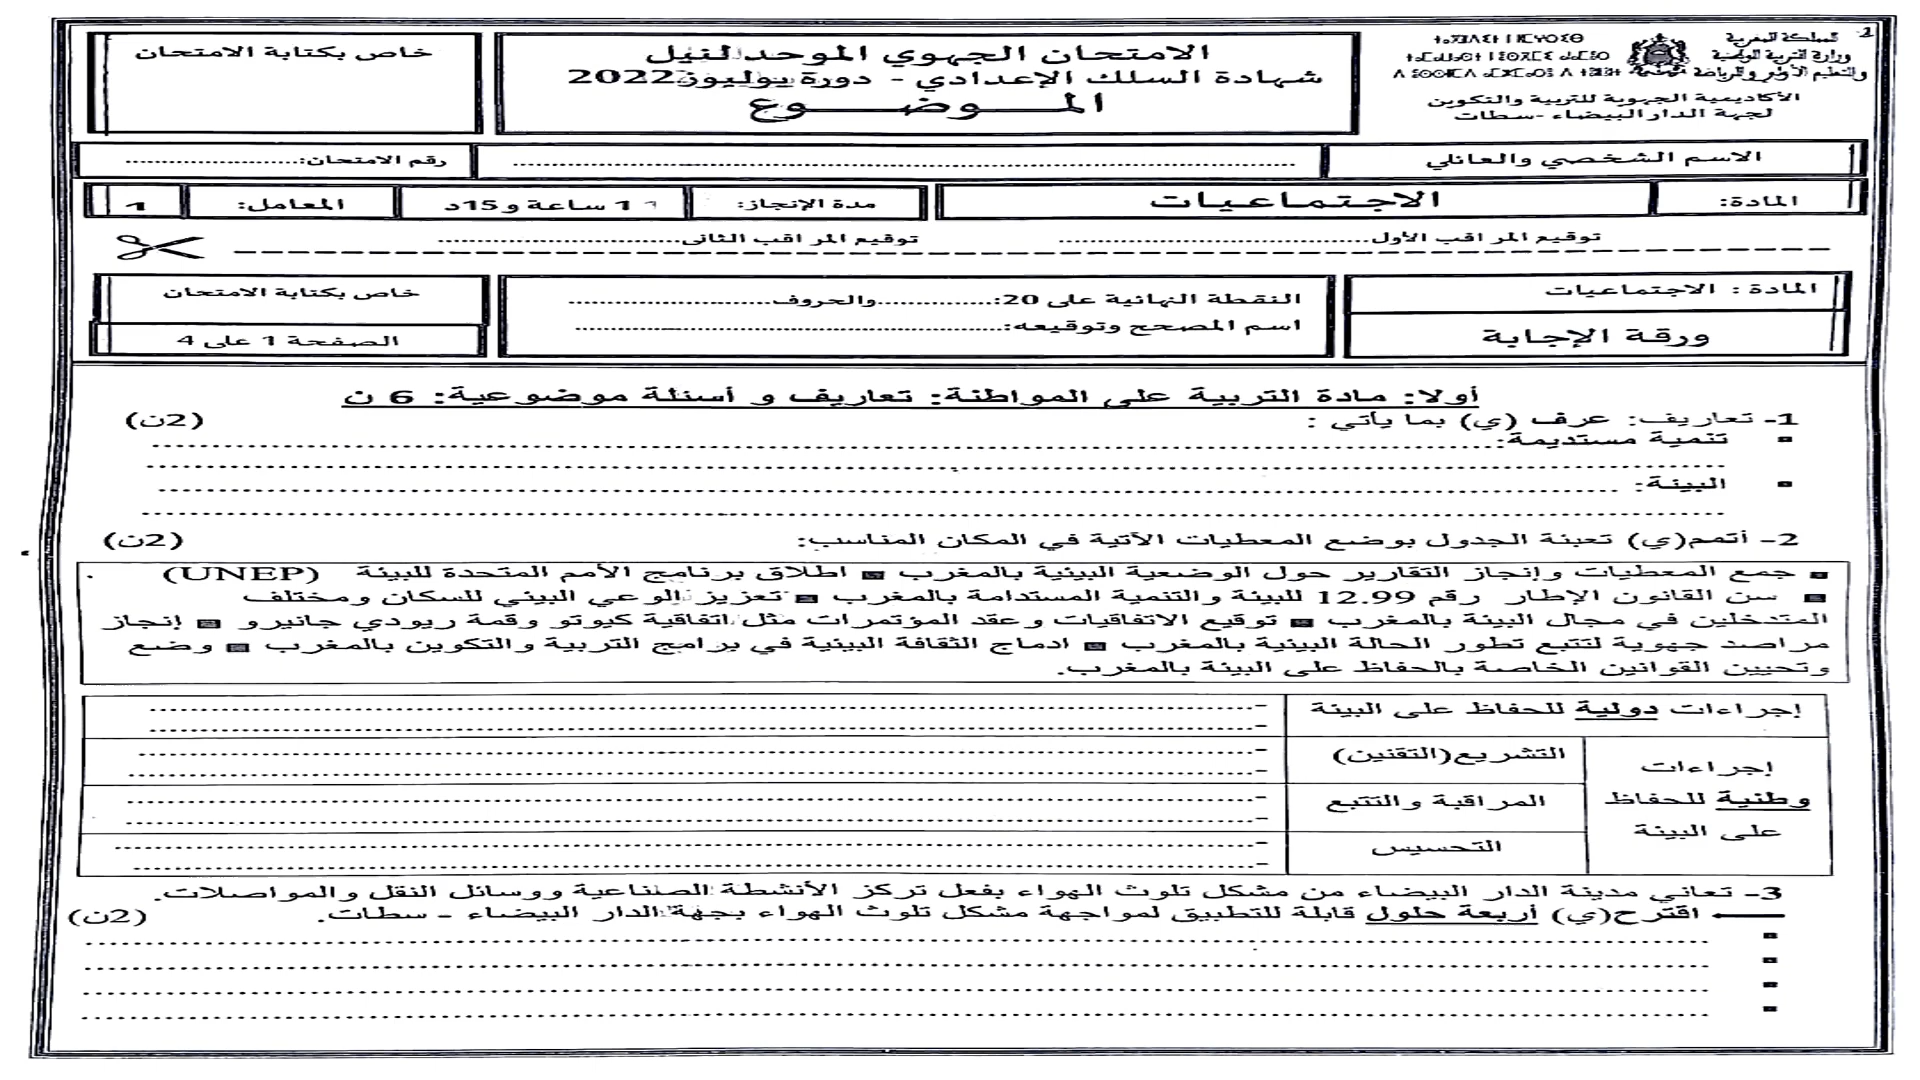 المملكة المغربية
وزارة التربية الوطنية
والتعليم الأولي والرياضة
الأكاديمية الجهوية للتربية والتكوين
لجهة الدار البيضاء -سطات
الامتحان الجهوي الموحد لنيل
شهادة السلك الإعدادي - دورة يوليوز2022
الموضوع
خاص بكتابة الامتحان
الاسم الشخصي والعائلي
رقم الامتحان:
المادة:
الاجتماعيات
مدة الإنجاز:
1 ساعة و15د
المعامل:
1
توقيع المراقب الأول
توقيع المراقب الثاني
المادة : الاجتماعيات
ورقة الإجابة
النقطة النهائية على 20:...............والحروف
اسم المصحح وتوقيعه:
خاص بكتابة الامتحان
الصفحة 1 على 4
أولا: مادة التربية على المواطنة: تعاريف و أسئلة موضوعية: 6 ن
1- تعاريف: عرف (ي) بما يأتي : (2ن)
▪ تنمية مستديمة:
▪ البيئة:
2- أتمم(ي) تعبئة الجدول بوضع المعطيات الآتية في المكان المناسب: (2ن)
▪ جمع المعطيات وإنجاز التقارير حول الوضعية البيئية بالمغرب ▪ اطلاق برنامج الأمم المتحدة للبيئة (UNEP)
▪ سن القانون الإطار رقم 12.99 للبيئة والتنمية المستدامة بالمغرب ▪ تعزيز الوعي البيئي للسكان ومختلف
المتدخلين في مجال البيئة بالمغرب ▪ توقيع الاتفاقيات وعقد المؤتمرات مثل اتفاقية كيوتو وقمة ريودي جانيرو ▪ إنجاز
مراصد جهوية لتتبع تطور الحالة البيئية بالمغرب ▪ ادماج الثقافة البيئية في برامج التربية والتكوين بالمغرب ▪ وضع
وتحيين القوانين الخاصة بالحفاظ على البيئة بالمغرب.
إجراءات دولية للحفاظ على البيئة
إجراءات
وطنية للحفاظ
على البيئة
التشريع(التقنين)
المراقبة والتتبع
التحسيس
3- تعاني مدينة الدار البيضاء من مشكل تلوث الهواء بفعل تركز الأنشطة الصناعية ووسائل النقل والمواصلات.
اقترح(ي) أربعة حلول قابلة للتطبيق لمواجهة مشكل تلوث الهواء بجهة الدار البيضاء - سطات. (2ن)